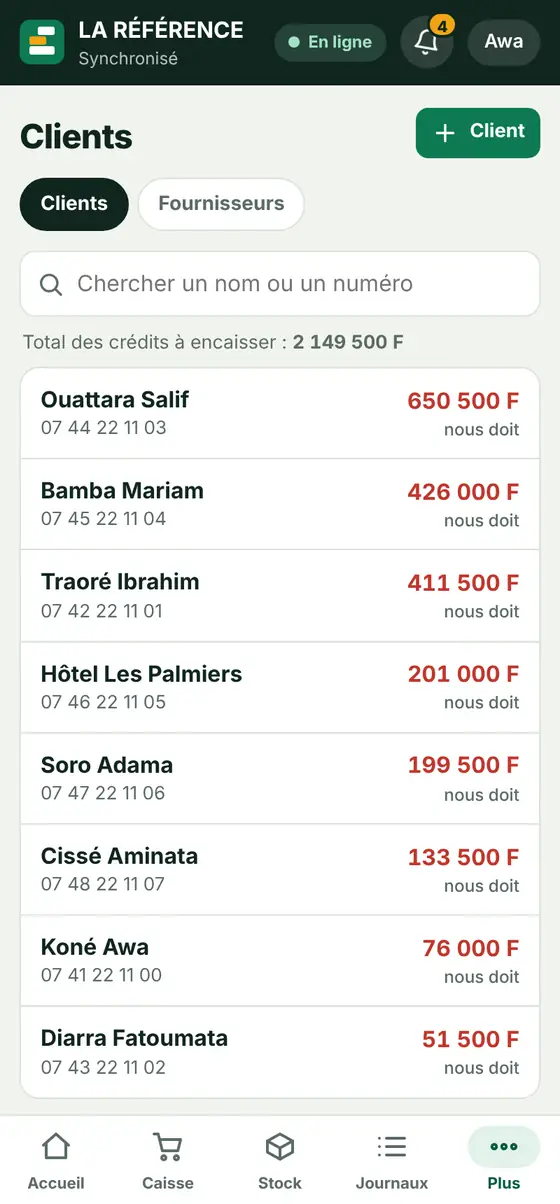 LA RÉFÉRENCE
Synchronisé
En ligne
4
Awa
Clients
+ Client
Clients
Fournisseurs
Chercher un nom ou un numéro
Total des crédits à encaisser : 2 149 500 F
Ouattara Salif
650 500 F
07 44 22 11 03
nous doit
Bamba Mariam
426 000 F
07 45 22 11 04
nous doit
Traoré Ibrahim
411 500 F
07 42 22 11 01
nous doit
Hôtel Les Palmiers
201 000 F
07 46 22 11 05
nous doit
Soro Adama
199 500 F
07 47 22 11 06
nous doit
Cissé Aminata
133 500 F
07 48 22 11 07
nous doit
Koné Awa
76 000 F
07 41 22 11 00
nous doit
Diarra Fatoumata
51 500 F
07 43 22 11 02
nous doit
Accueil
Caisse
Stock
Journaux
Plus